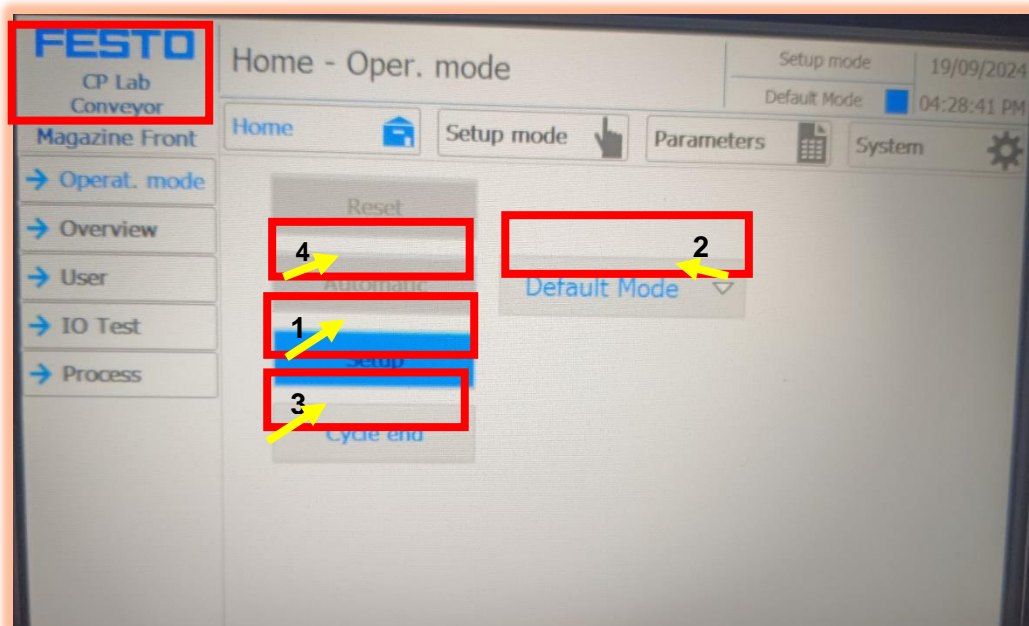 FESTO
CP Lab
Conveyor
Magazine Front
Home - Oper. mode
Setup mode
Default Mode
19/09/2024
04:28:41 PM
Home
Setup mode
Parameters
System
Operat. mode
Overview
User
IO Test
Process
Reset
4
Automatic
1
Setup
3
Cycle end
2
Default Mode